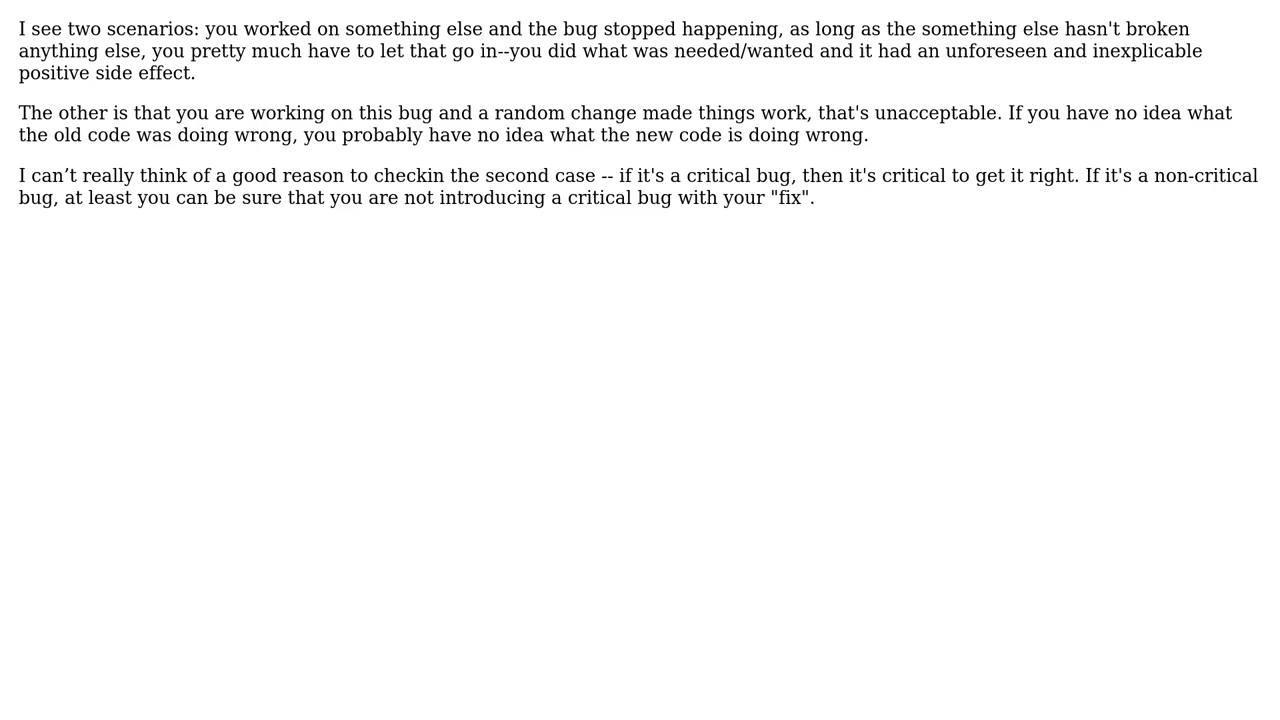 I see two scenarios: you worked on something else and the bug stopped happening, as long as the something else hasn't broken
anything else, you pretty much have to let that go in--you did what was needed/wanted and it had an unforeseen and inexplicable
positive side effect.
The other is that you are working on this bug and a random change made things work, that's unacceptable. If you have no idea what
the old code was doing wrong, you probably have no idea what the new code is doing wrong.
I can’t really think of a good reason to checkin the second case -- if it's a critical bug, then it's critical to get it right. If it's a non-critical
bug, at least you can be sure that you are not introducing a critical bug with your "fix".